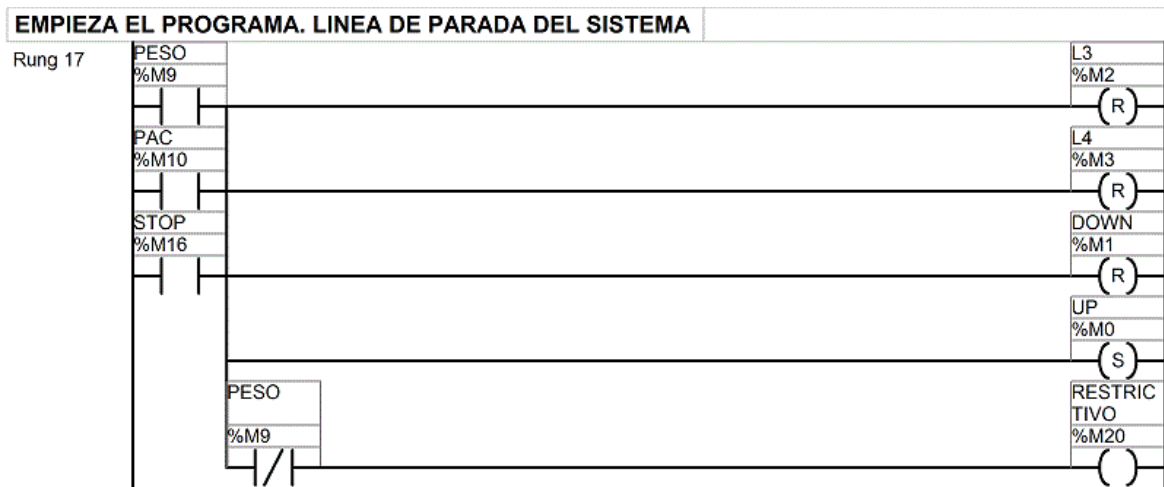 EMPIEZA EL PROGRAMA. LINEA DE PARADA DEL SISTEMA
Rung 17
PESO
%M9
L3
%M2
R
PAC
%M10
L4
%M3
R
STOP
%M16
DOWN
%M1
R
UP
%M0
S
PESO
%M9
RESTRIC
TIVO
%M20